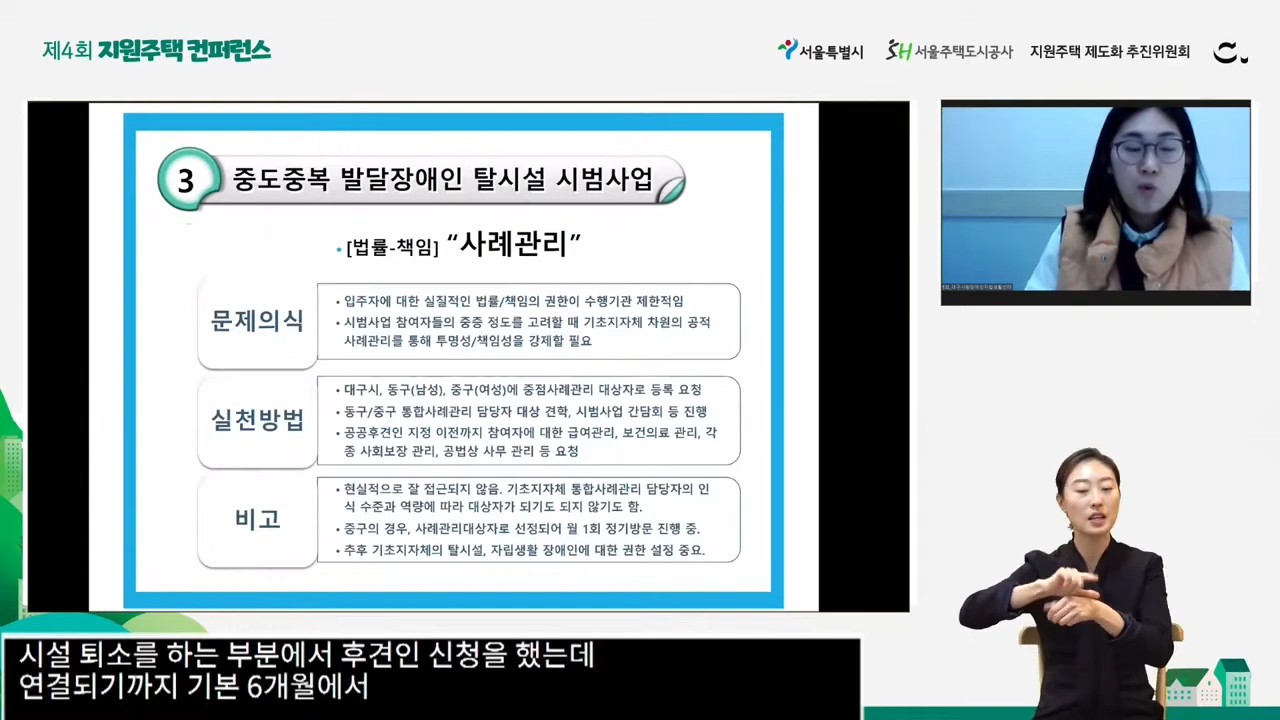 제4회 지원주택 컨퍼런스
서울특별시
SH 서울주택도시공사
지원주택 제도화 추진위원회
3
중도중복 발달장애인 탈시설 시범사업
• [법률-책임] “사례관리”
문제의식
• 입주자에 대한 실질적인 법률/책임의 권한이 수행기관 제한적임
• 시범사업 참여자들의 중증 정도를 고려할 때 기초지자체 차원의 공적
사례관리를 통해 투명성/책임성을 강제할 필요
실천방법
• 대구시, 동구(남성), 중구(여성)에 중점사례관리 대상자로 등록 요청
• 동구/중구 통합사례관리 담당자 대상 견학, 시범사업 간담회 등 진행
• 공공후견인 지정 이전까지 참여자에 대한 급여관리, 보건의료 관리, 각
종 사회보장 관리, 공법상 사무 관리 등 요청
비고
• 현실적으로 잘 접근되지 않음. 기초지자체 통합사례관리 담당자의 인
식 수준과 역량에 따라 대상자가 되기도 되지 않기도 함.
• 중구의 경우, 사례관리대상자로 선정되어 월 1회 정기방문 진행 중.
• 추후 기초지자체의 탈시설, 자립생활 장애인에 대한 권한 설정 중요.
시설 퇴소를 하는 부분에서 후견인 신청을 했는데
연결되기까지 기본 6개월에서